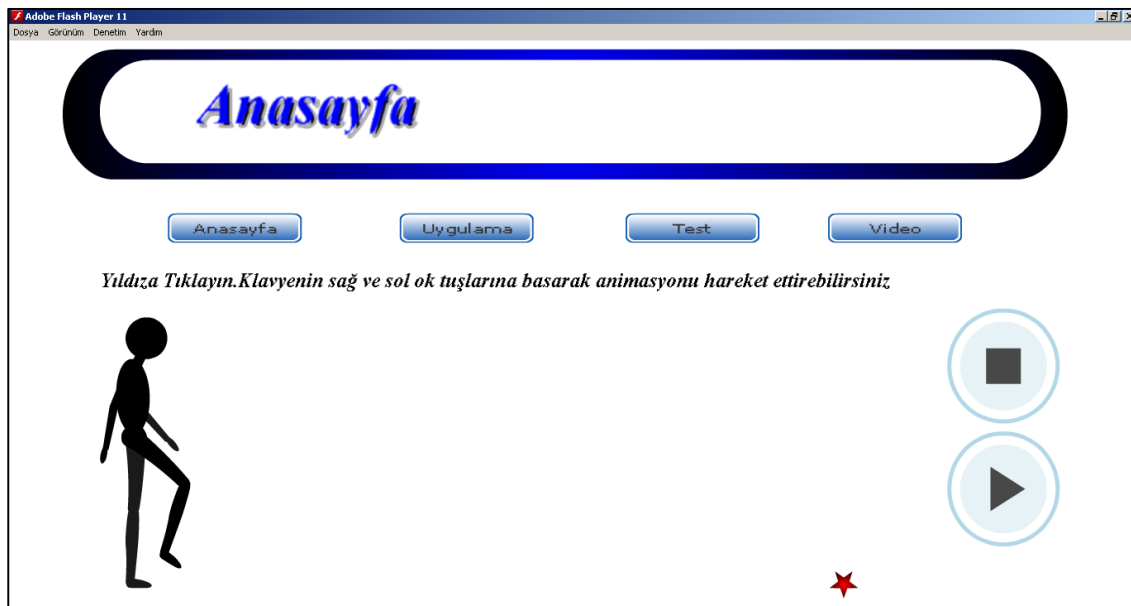 Adobe Flash Player 11
Dosya Görünüm Denetim Yardım
Anasayfa
Anasayfa Uygulama Test Video
Yıldıza Tıklayın.Klavyenin sağ ve sol ok tuşlarına basarak animasyonu hareket ettirebilirsiniz